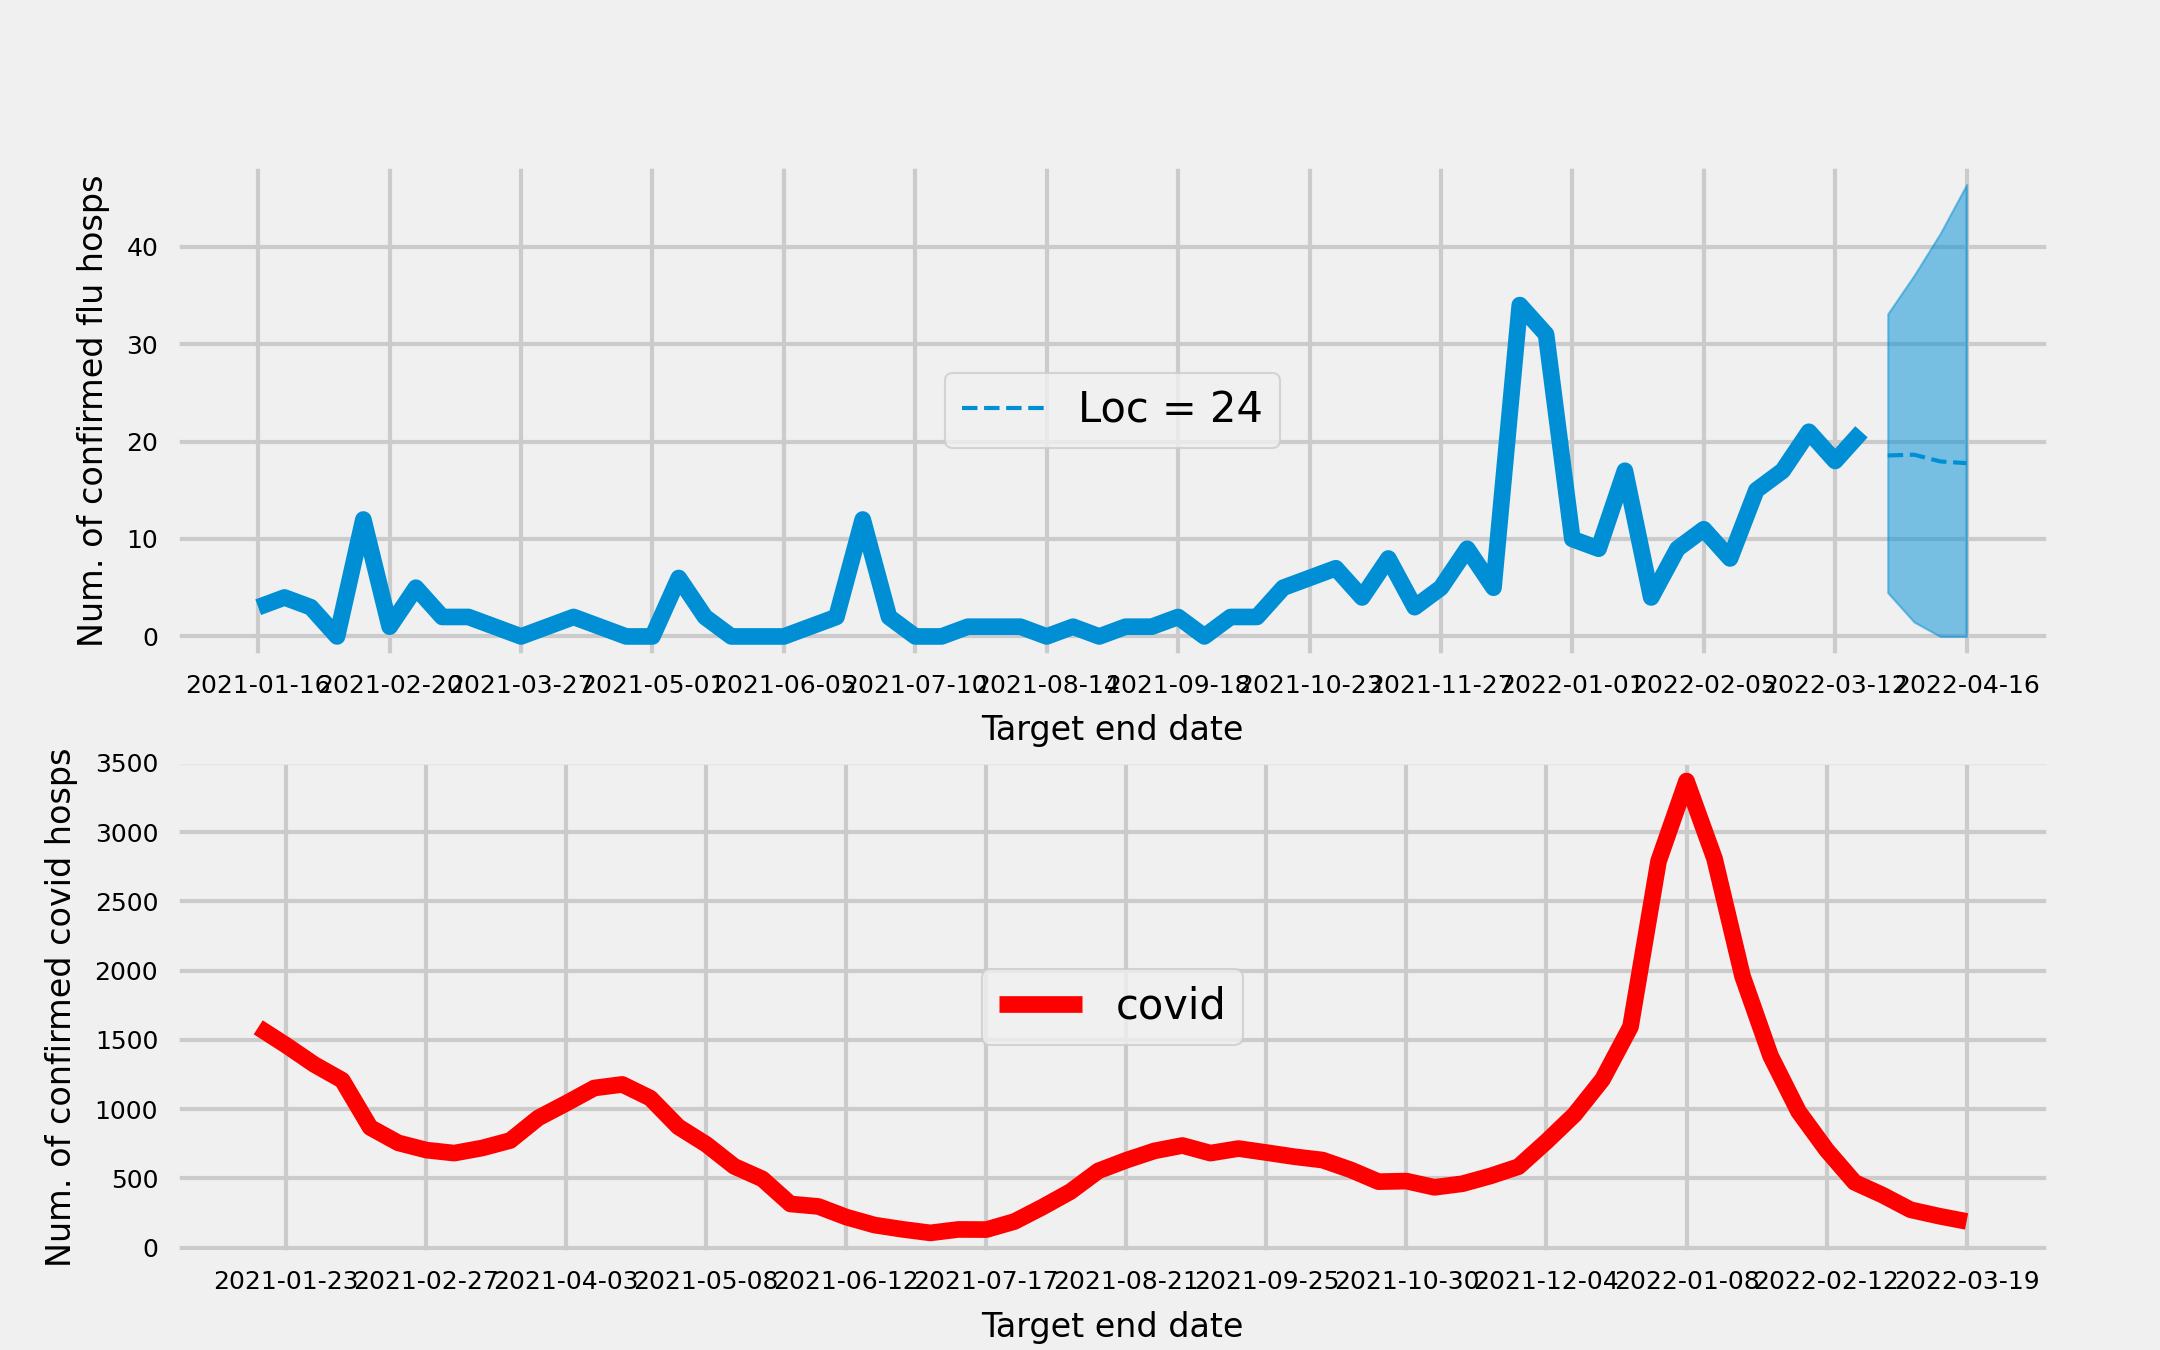 Num. of confirmed flu hosps
40
30
20
10
0
Loc = 24
2021-01-16 2021-02-20 2021-03-27 2021-05-01 2021-06-05 2021-07-10 2021-08-14 2021-09-18 2021-10-23 2021-11-27 2022-01-01 2022-02-05 2022-03-12 2022-04-16
Target end date
Num. of confirmed covid hosps
3500
3000
2500
2000
1500
1000
500
0
covid
2021-01-23 2021-02-27 2021-04-03 2021-05-08 2021-06-12 2021-07-17 2021-08-21 2021-09-25 2021-10-30 2021-12-04 2022-01-08 2022-02-12 2022-03-19
Target end date